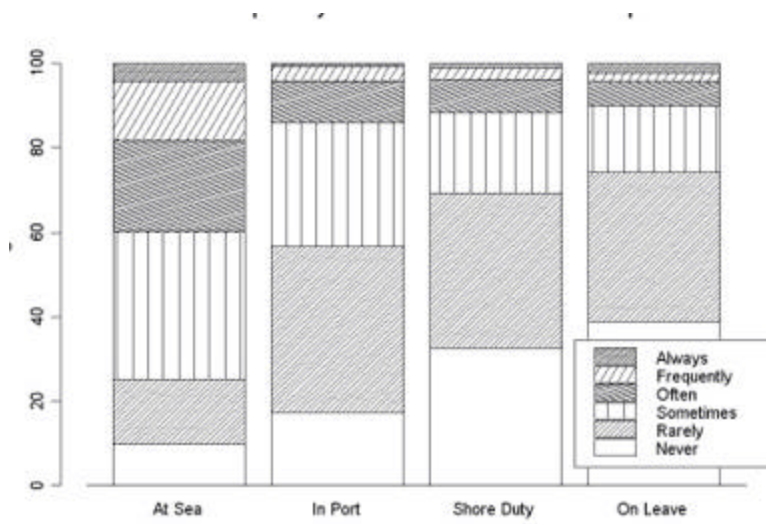 100
80
60
40
20
0
Always
Frequently
Often
Sometimes
Rarely
Never
At Sea
In Port
Shore Duty
On Leave